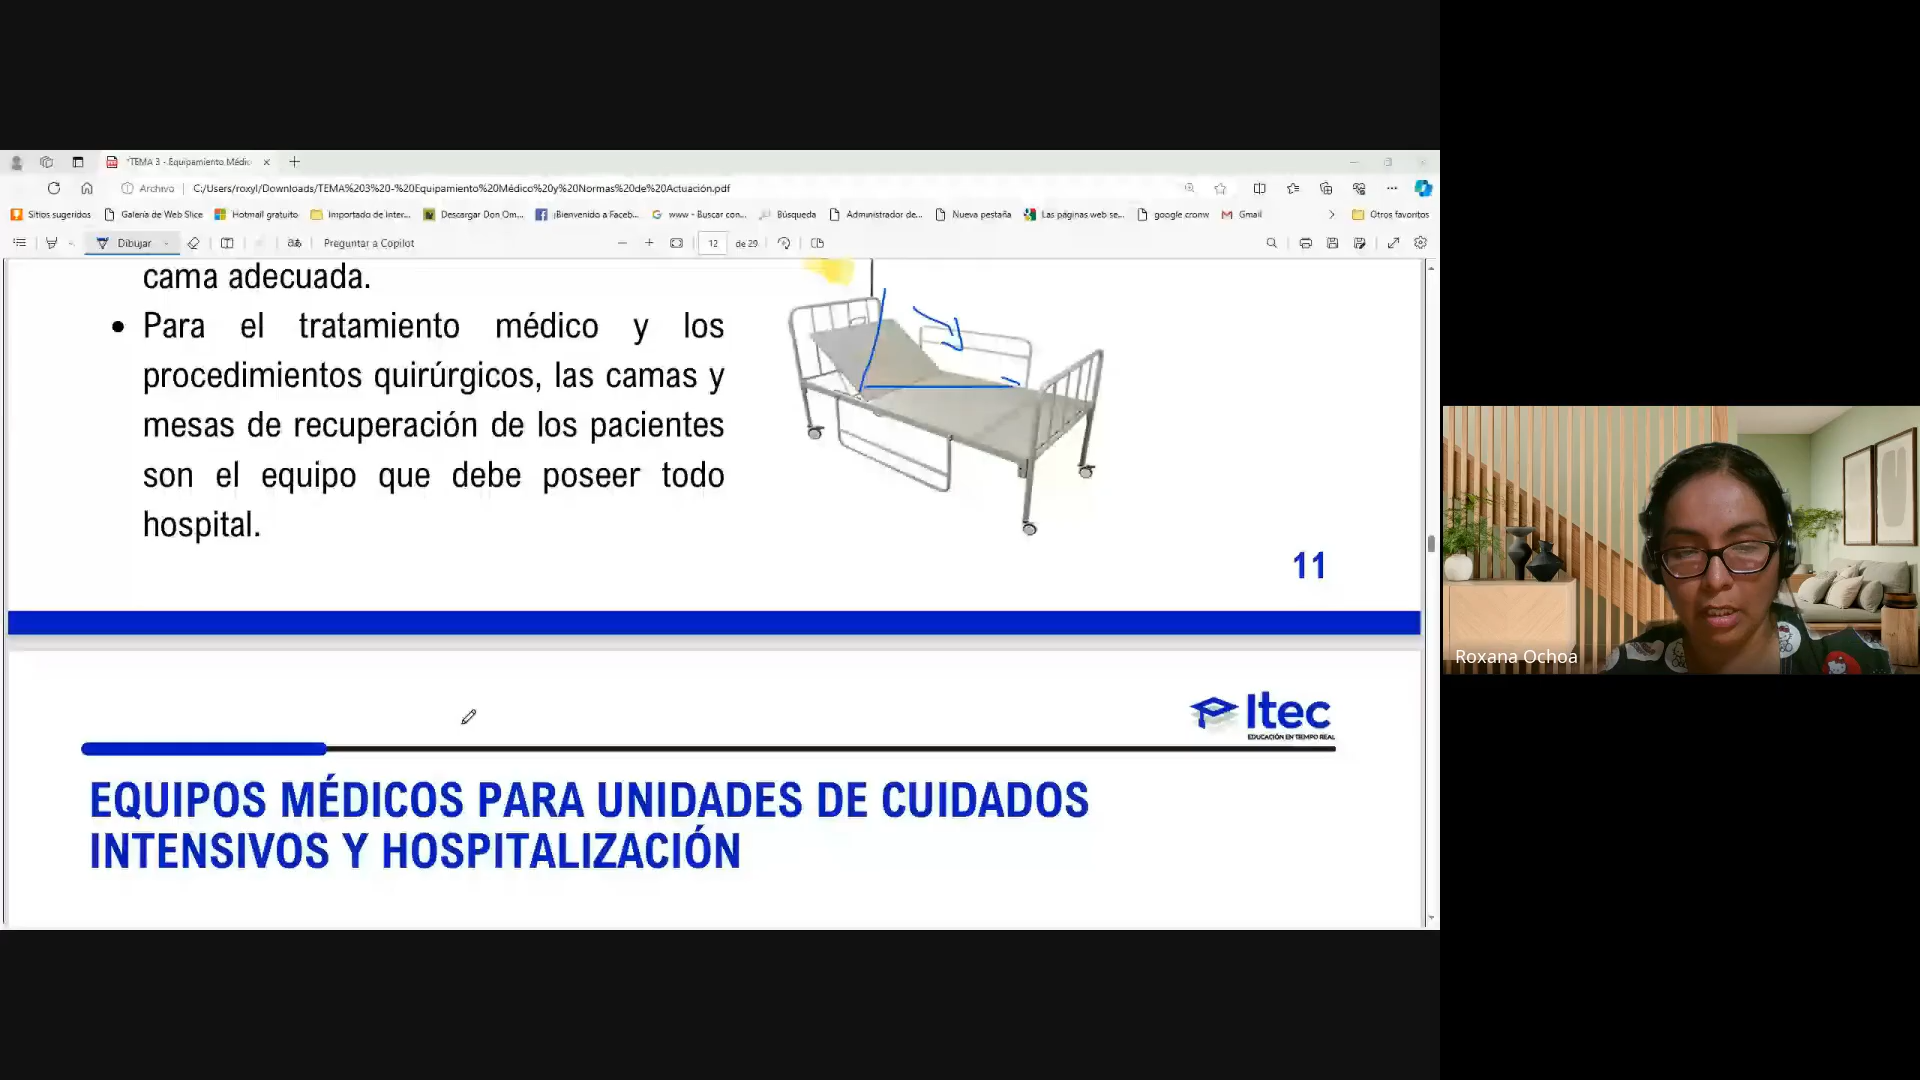 *TEMA 3 - Equipamiento Médic
Archivo | C:/Users/roxyl/Downloads/TEMA%203%20-%20Equipamiento%20Médico%20y%20Normas%20de%20Actuación.pdf
Sitios sugeridos Galería de Web Slice Hotmail gratuito Importado de Inter... Descargar Don Om... ¡Bienvenido a Faceb... www - Buscar con... Búsqueda Administrador de... Nueva pestaña Las páginas web se... google cromw Gmail Otros favoritos
Dibujar aあ Preguntar a Copilot 12 de 29
cama adecuada.
• Para el tratamiento médico y los
procedimientos quirúrgicos, las camas y
mesas de recuperación de los pacientes
son el equipo que debe poseer todo
hospital.
11
Itec
EDUCACIÓN EN TIEMPO REAL
EQUIPOS MÉDICOS PARA UNIDADES DE CUIDADOS
INTENSIVOS Y HOSPITALIZACIÓN
Roxana Ochoa